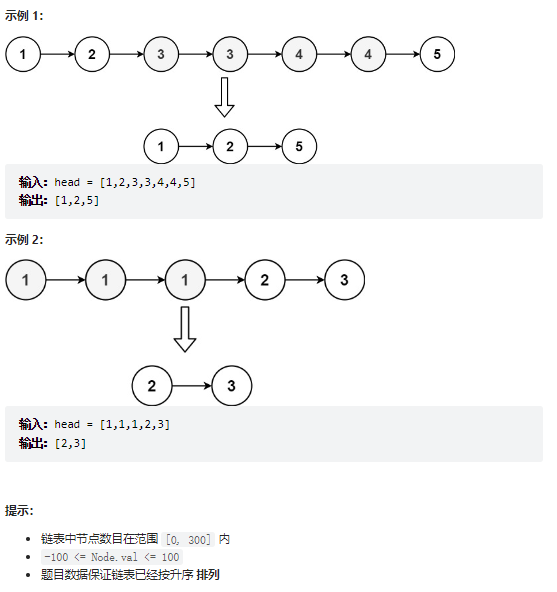 示例 1：
1 2 3 3 4 4 5
1 2 5
输入：head = [1,2,3,3,4,4,5]
输出：[1,2,5]
示例 2：
1 1 1 2 3
2 3
输入：head = [1,1,1,2,3]
输出：[2,3]
提示：
链表中节点数目在范围 [0, 300] 内
-100 <= Node.val <= 100
题目数据保证链表已经按升序 排列